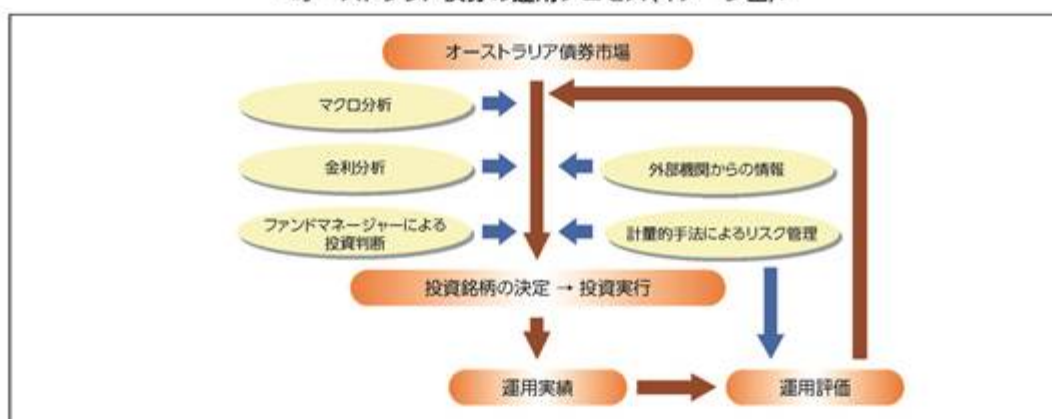 オーストラリア債券市場
マクロ分析
金利分析
外部機関からの情報
ファンドマネージャーによる
投資判断
計量的手法によるリスク管理
投資銘柄の決定 → 投資実行
運用実績
運用評価